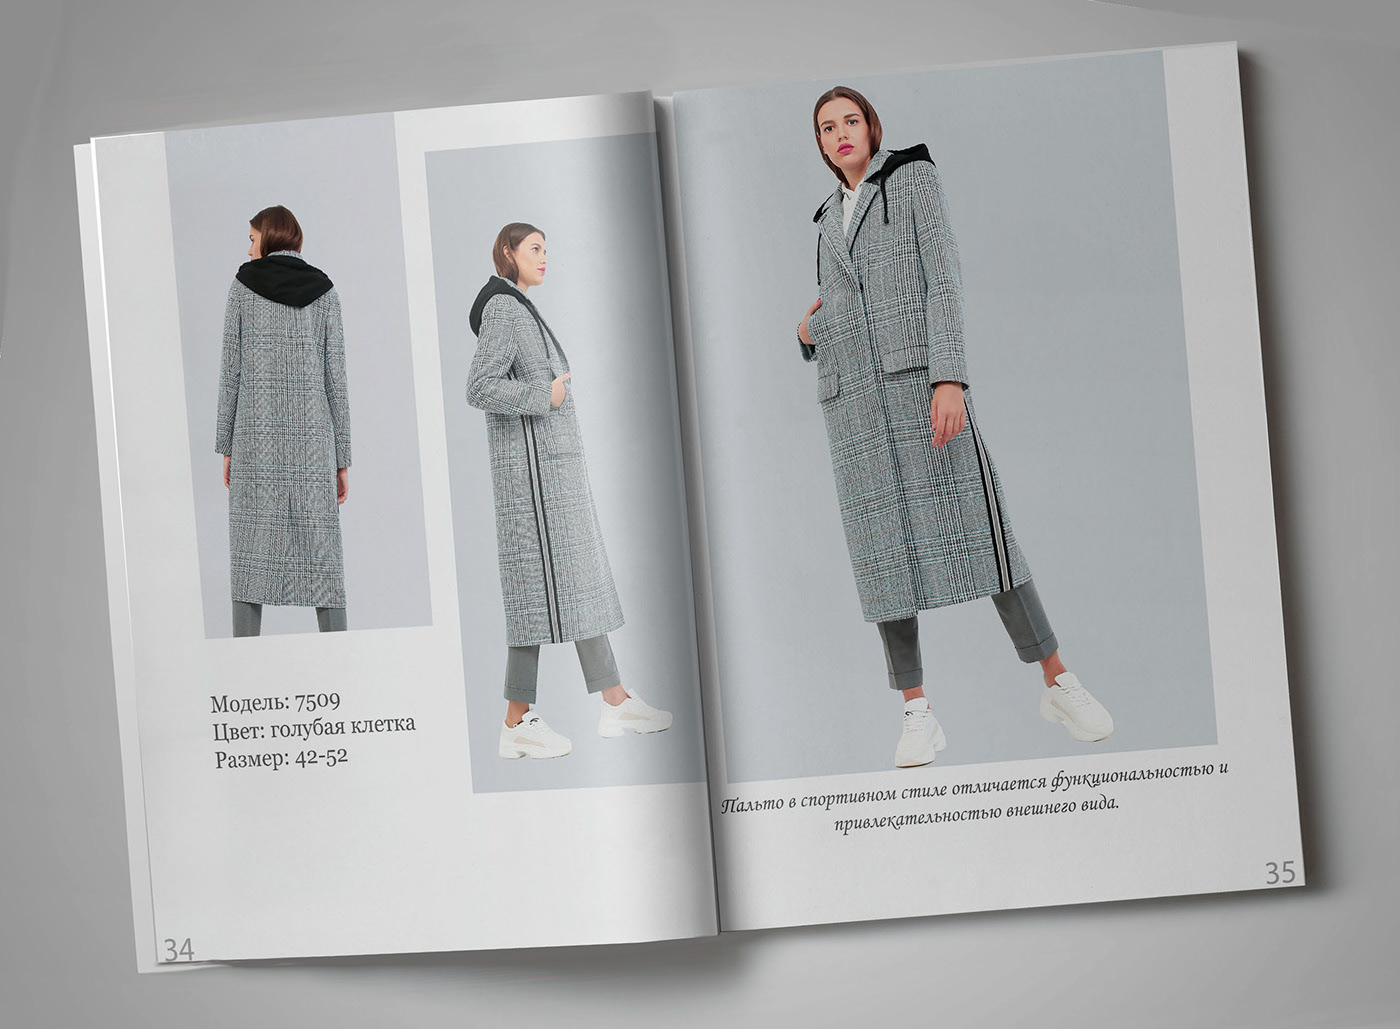 Модель: 7509
Цвет: голубая клетка
Размер: 42-52
34
Пальто в спортивном стиле отличается функциональностью и
привлекательностью внешнего вида.
35